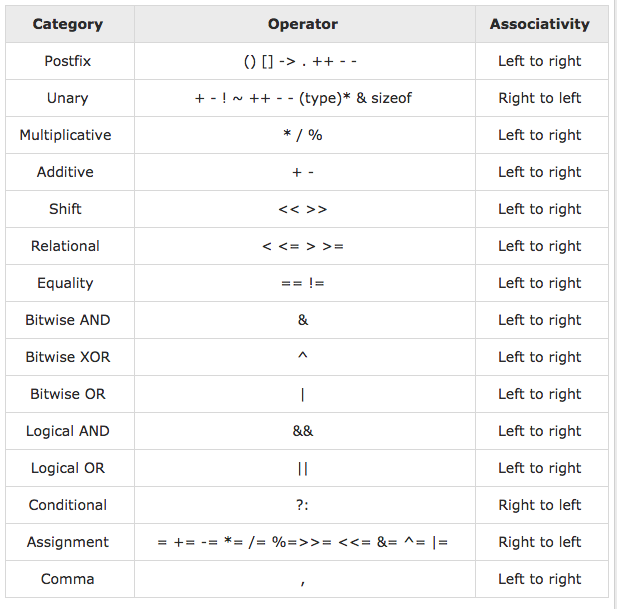 Category Operator Associativity
Postfix () [] -> . ++ - - Left to right
Unary + - ! ~ ++ - - (type)* & sizeof Right to left
Multiplicative * / % Left to right
Additive + - Left to right
Shift << >> Left to right
Relational < <= > >= Left to right
Equality == != Left to right
Bitwise AND & Left to right
Bitwise XOR ^ Left to right
Bitwise OR | Left to right
Logical AND && Left to right
Logical OR || Left to right
Conditional ?: Right to left
Assignment = += -= *= /= %=>>= <<= &= ^= |= Right to left
Comma , Left to right